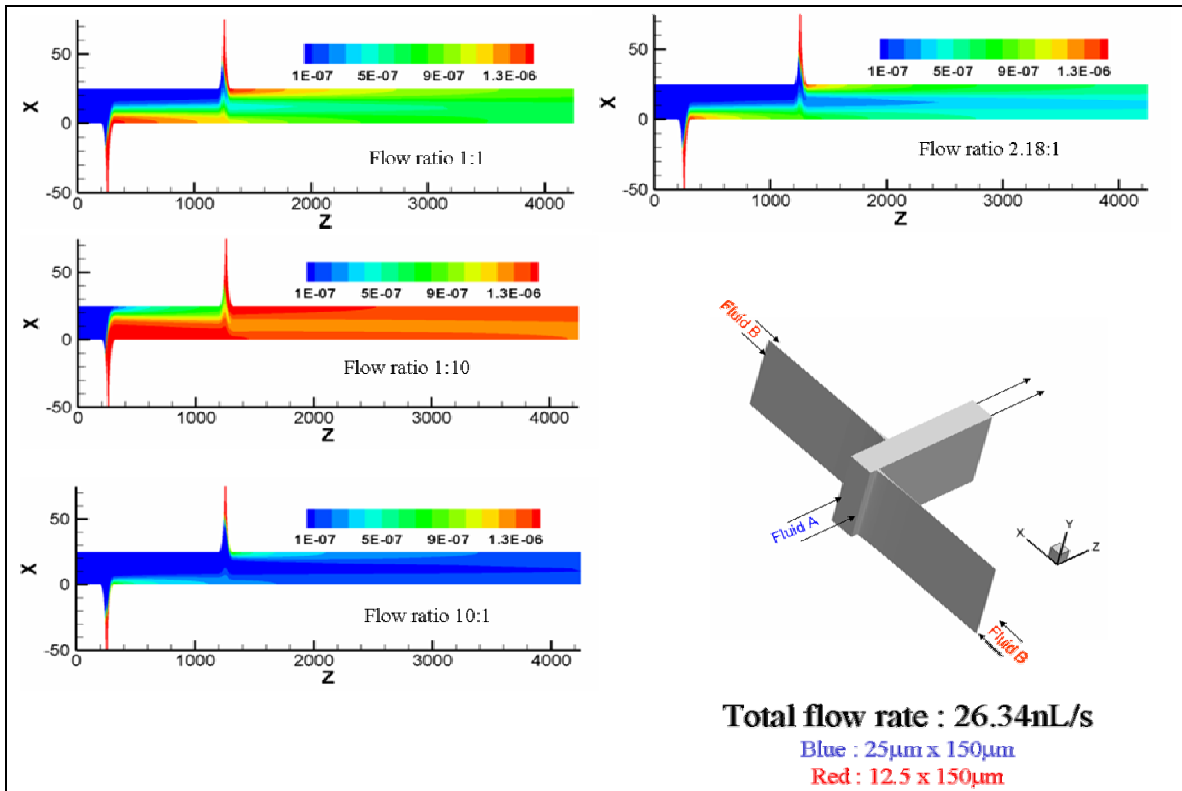 50
0
-50
X
1E-07 5E-07 9E-07 1.3E-06
Flow ratio 1:1
0 1000 2000 3000 4000
Z
50
0
-50
X
1E-07 5E-07 9E-07 1.3E-06
Flow ratio 2.18:1
0 1000 2000 3000 4000
Z
50
0
-50
X
1E-07 5E-07 9E-07 1.3E-06
Flow ratio 1:10
0 1000 2000 3000 4000
Z
50
0
-50
X
1E-07 5E-07 9E-07 1.3E-06
Flow ratio 10:1
0 1000 2000 3000 4000
Z
Fluid B
Fluid A
Fluid B
X
Y
Z
Total flow rate : 26.34nL/s
Blue : 25μm x 150μm
Red : 12.5 x 150μm